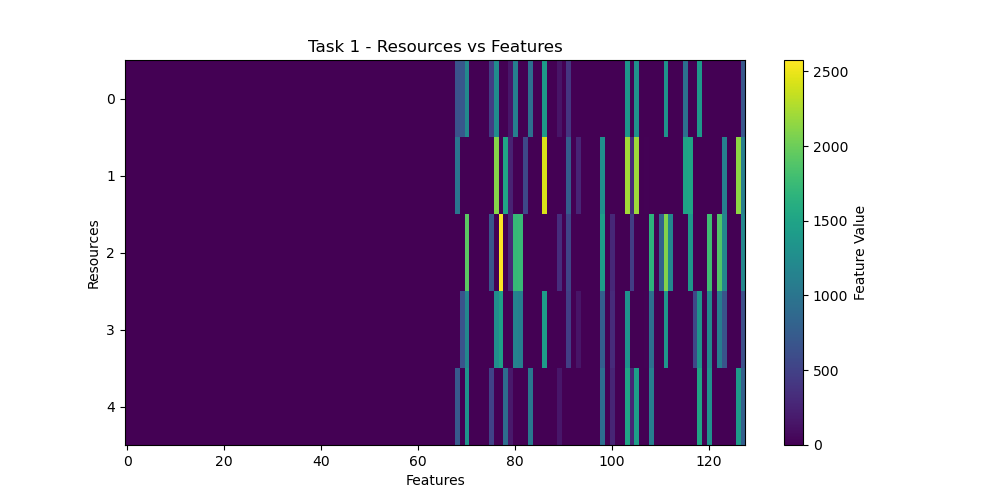 Task 1 - Resources vs Features
0
1
2
3
4
Resources
0 20 40 60 80 100 120
Features
2500
2000
1500
1000
500
0
Feature Value